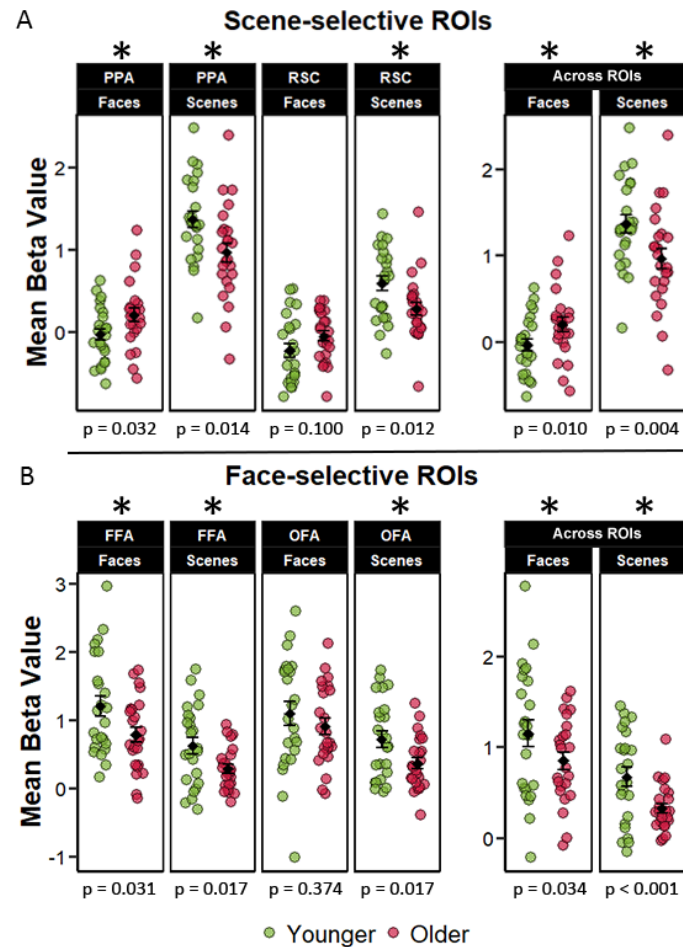 A
Scene-selective ROIs
* * * * *
PPA PPA RSC RSC Across ROIs
Faces Scenes Faces Scenes Faces Scenes
Mean Beta Value
2
1
0
2
1
0
p = 0.032 p = 0.014 p = 0.100 p = 0.012 p = 0.010 p = 0.004
B
Face-selective ROIs
* * * * *
FFA FFA OFA OFA Across ROIs
Faces Scenes Faces Scenes Faces Scenes
Mean Beta Value
3
2
1
0
-1
2
1
0
p = 0.031 p = 0.017 p = 0.374 p = 0.017 p = 0.034 p < 0.001
Younger Older